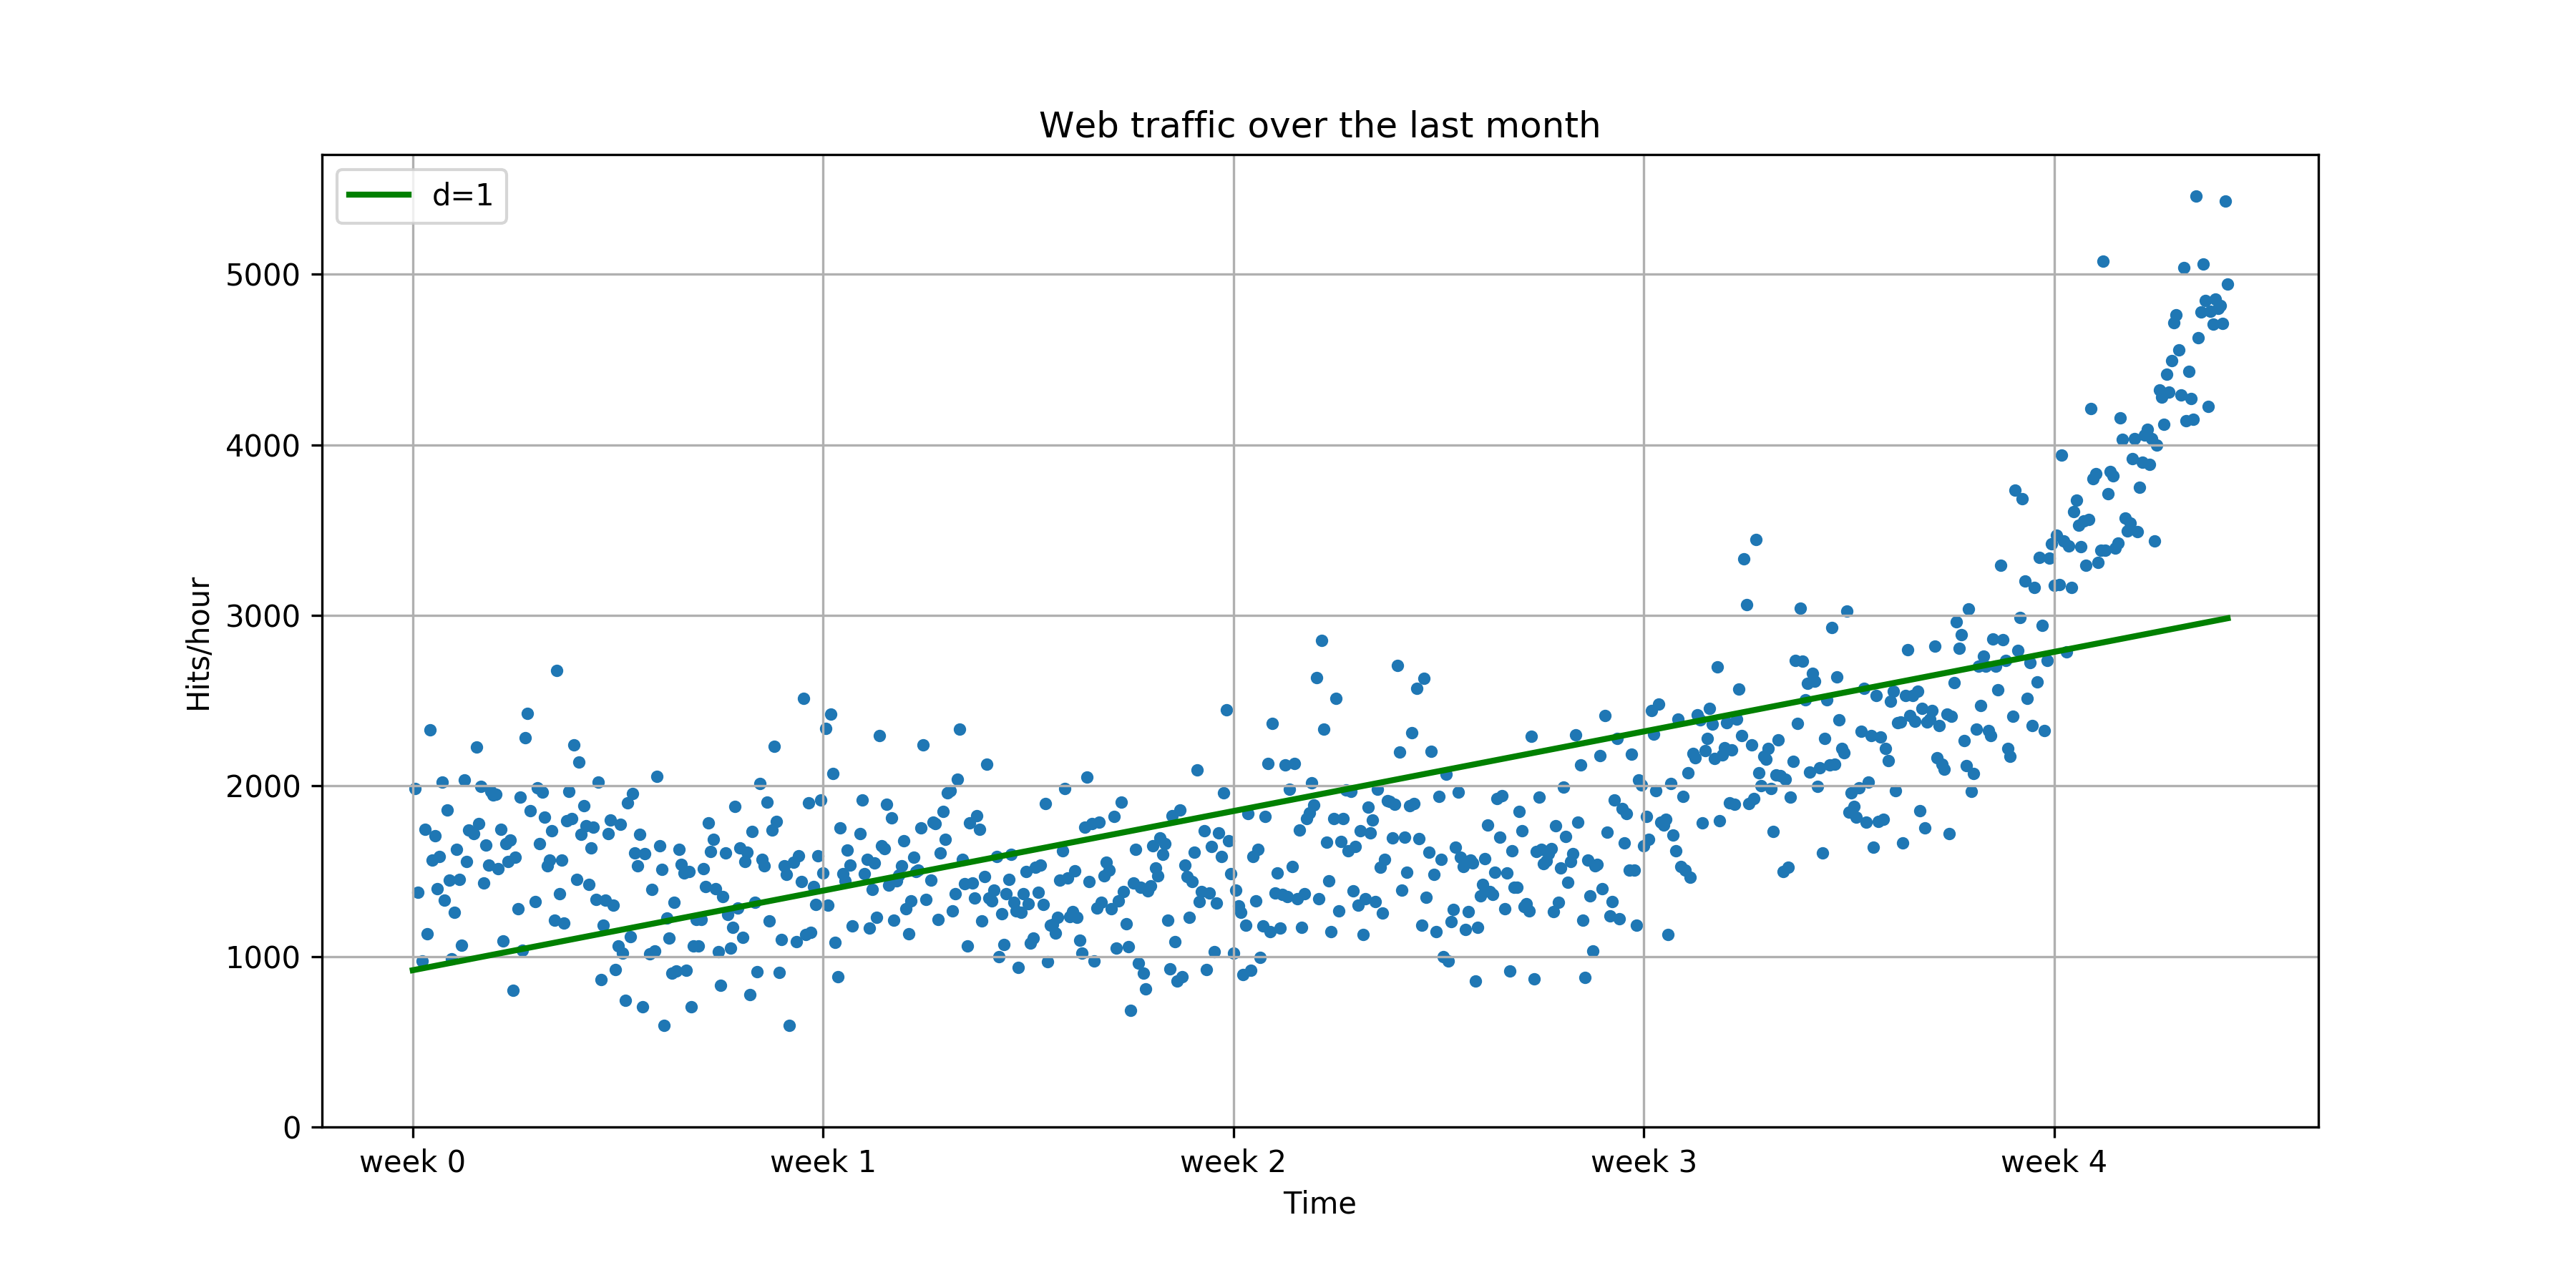 Web traffic over the last month
d=1
5000
4000
3000
2000
1000
0
Hits/hour
week 0 week 1 week 2 week 3 week 4
Time